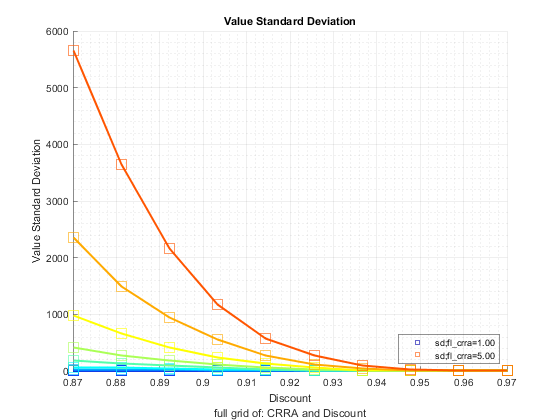 Value Standard Deviation
6000
5000
4000
3000
2000
1000
0
Value Standard Deviation
sd;fl_crra=1.00
sd;fl_crra=5.00
0.87 0.88 0.89 0.9 0.91 0.92 0.93 0.94 0.95 0.96 0.97
Discount
full grid of: CRRA and Discount